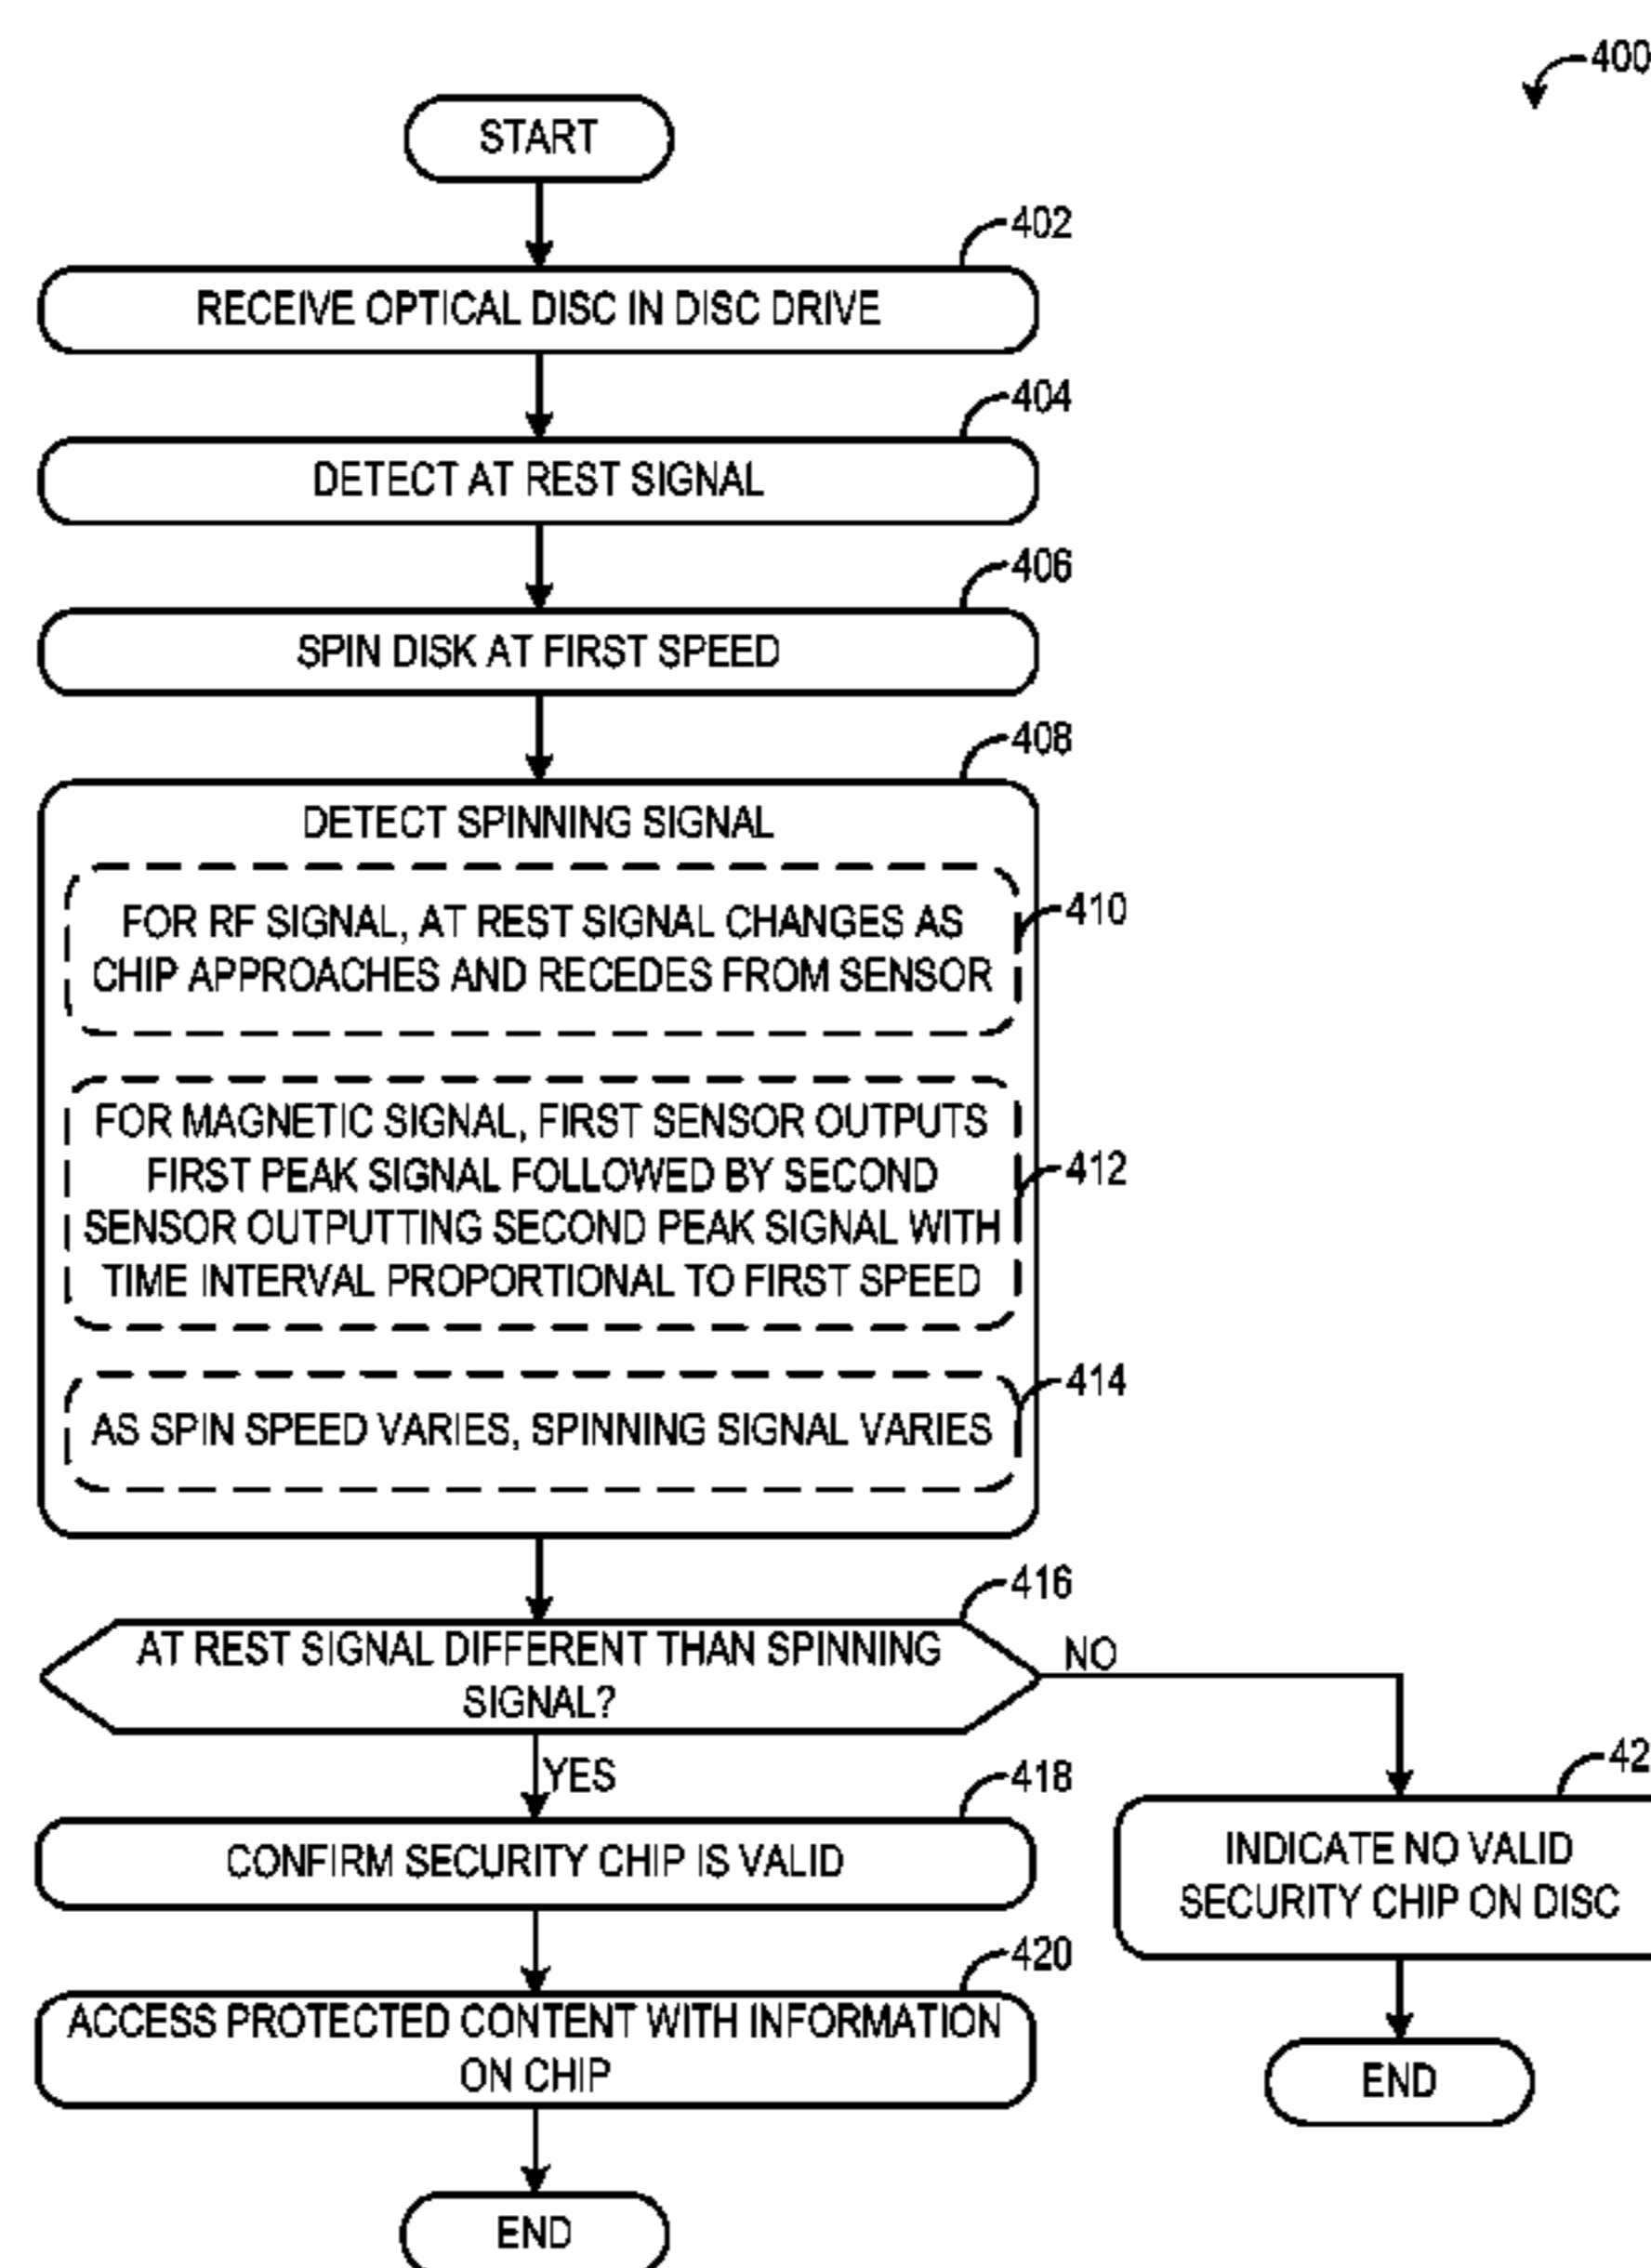 400
START
402
RECEIVE OPTICAL DISC IN DISC DRIVE
404
DETECT AT REST SIGNAL
406
SPIN DISK AT FIRST SPEED
408
DETECT SPINNING SIGNAL
FOR RF SIGNAL, AT REST SIGNAL CHANGES AS
CHIP APPROACHES AND RECEDES FROM SENSOR
410
FOR MAGNETIC SIGNAL, FIRST SENSOR OUTPUTS
FIRST PEAK SIGNAL FOLLOWED BY SECOND
SENSOR OUTPUTTING SECOND PEAK SIGNAL WITH
TIME INTERVAL PROPORTIONAL TO FIRST SPEED
412
AS SPIN SPEED VARIES, SPINNING SIGNAL VARIES
414
416
AT REST SIGNAL DIFFERENT THAN SPINNING
SIGNAL?
NO
YES
418
CONFIRM SECURITY CHIP IS VALID
42
INDICATE NO VALID
SECURITY CHIP ON DISC
420
ACCESS PROTECTED CONTENT WITH INFORMATION
ON CHIP
END
END